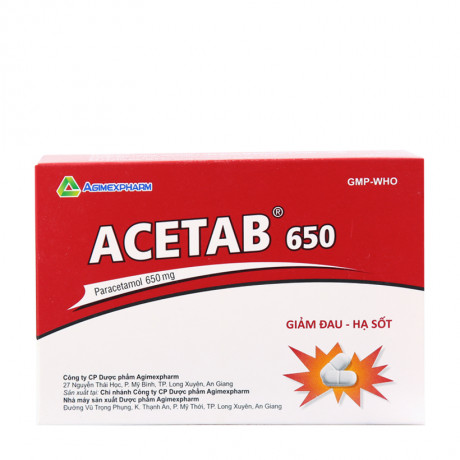 AGIMEXPHARM
GMP-WHO
ACETAB® 650
Paracetamol 650 mg
GIẢM ĐAU - HẠ SỐT
Công ty CP Dược phẩm Agimexpharm
27 Nguyễn Thái Học, P. Mỹ Bình, TP. Long Xuyên, An Giang
Sản xuất tại: Chi nhánh Công ty CP Dược phẩm Agimexpharm
Nhà máy sản xuất Dược phẩm Agimexpharm
Đường Vũ Trọng Phụng, K. Thạnh An, P. Mỹ Thới, TP. Long Xuyên, An Giang